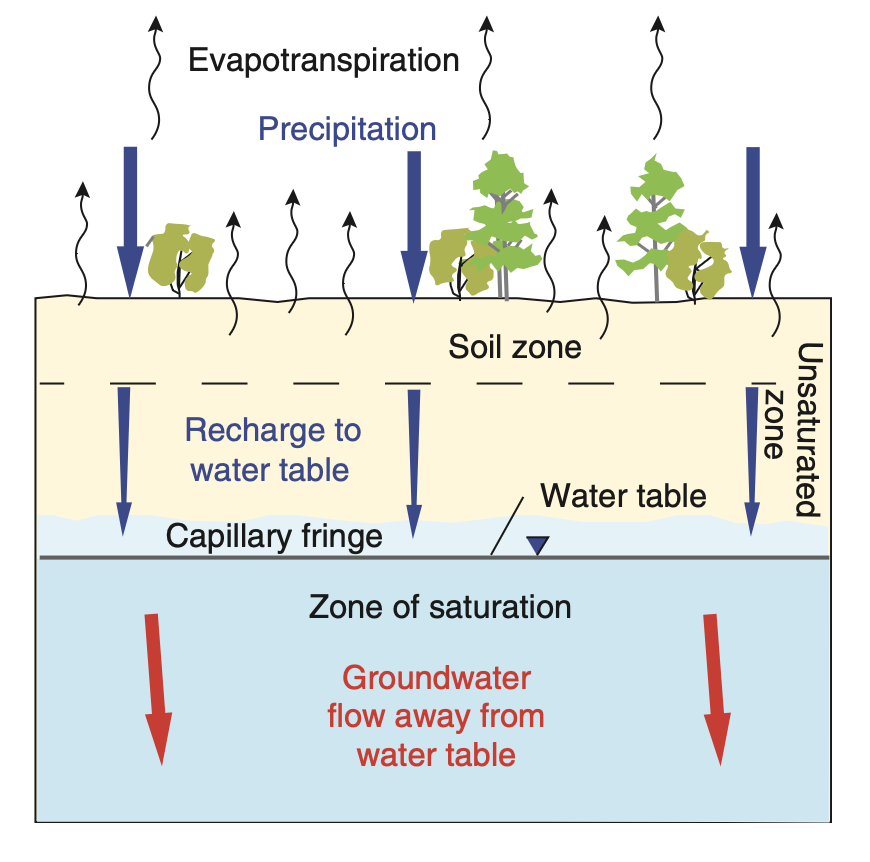 Evapotranspiration
Precipitation
Soil zone
Unsaturated
zone
Recharge to
water table
Water table
Capillary fringe
Zone of saturation
Groundwater
flow away from
water table